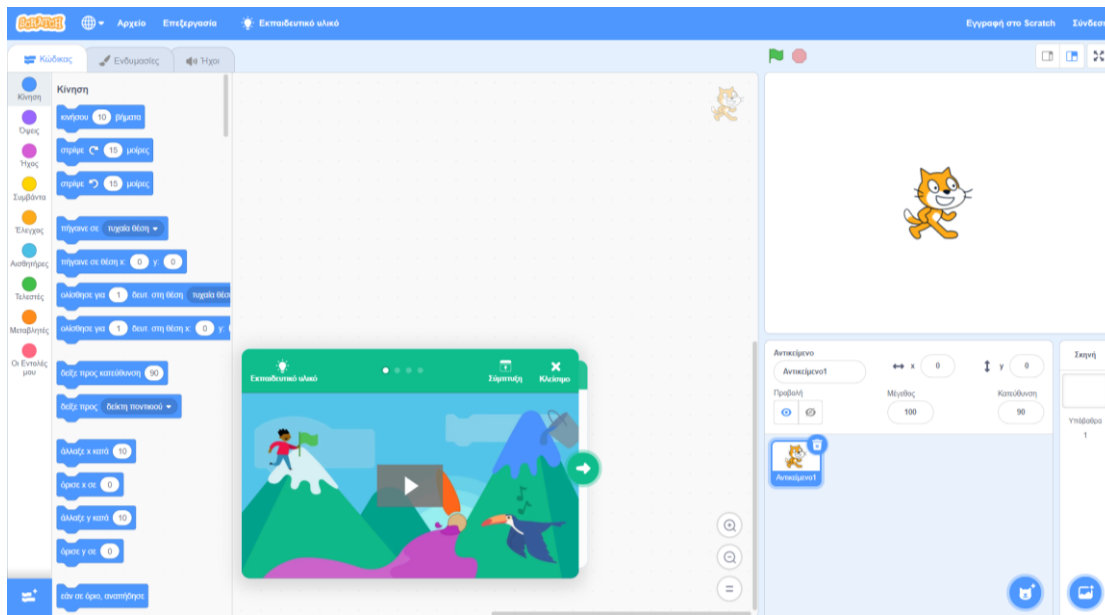 SCRATCH Αρχείο Επεξεργασία Εκπαιδευτικό υλικό Εγγραφή στο Scratch
Κώδικας Ενδυμασίες Ήχοι
Κίνηση
Όψεις
Ήχος
Συμβάντα
Έλεγχος
Αισθητήρες
Τελεστές
Μεταβλητές
Οι Εντολές
μου
Κίνηση
κινήσου 10 βήματα
στρίψε 15 μοίρες
στρίψε 15 μοίρες
πήγαινε σε τυχαία θέση
πήγαινε σε θέση x: 0 y: 0
ολίσθησε για 1 δευτ. στη θέση τυχαία
ολίσθησε για 1 δευτ. στη θέση x: 0 y:
δείξε προς κατεύθυνση 90
δείξε προς δείκτη ποντικιού
άλλαξε x κατά 10
όρισε x σε 0
άλλαξε y κατά 10
όρισε y σε 0
εάν σε όριο, αναπήδησε
Εκπαιδευτικό υλικό Σύμπτυξη Κλείσιμο
Αντικείμενο
Αντικείμενο1 x 0 y 0
Προβολή Μέγεθος Κατεύθυνση
100 90
Αντικείμενο1
Σκηνή
Υπόβαθρα
1